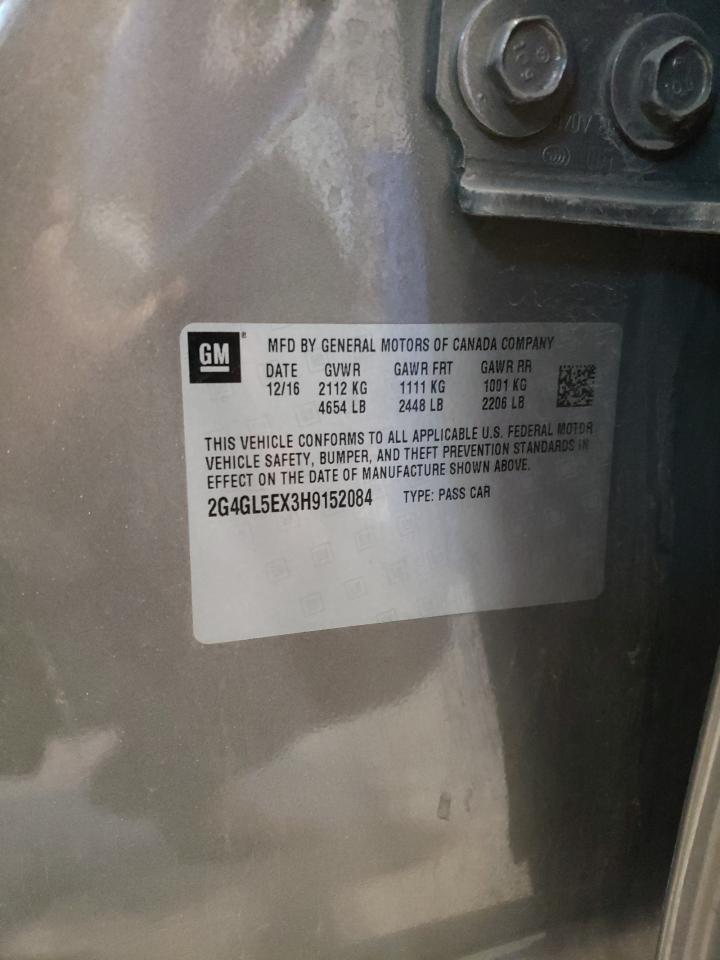 GM
MFD BY GENERAL MOTORS OF CANADA COMPANY
DATE GVWR GAWR FRT GAWR RR
12/16 2112 KG 1111 KG 1001 KG
4654 LB 2448 LB 2206 LB
THIS VEHICLE CONFORMS TO ALL APPLICABLE U.S. FEDERAL MOTOR
VEHICLE SAFETY, BUMPER, AND THEFT PREVENTION STANDARDS IN
EFFECT ON THE DATE OF MANUFACTURE SHOWN ABOVE.
2G4GL5EX3H9152084 TYPE: PASS CAR